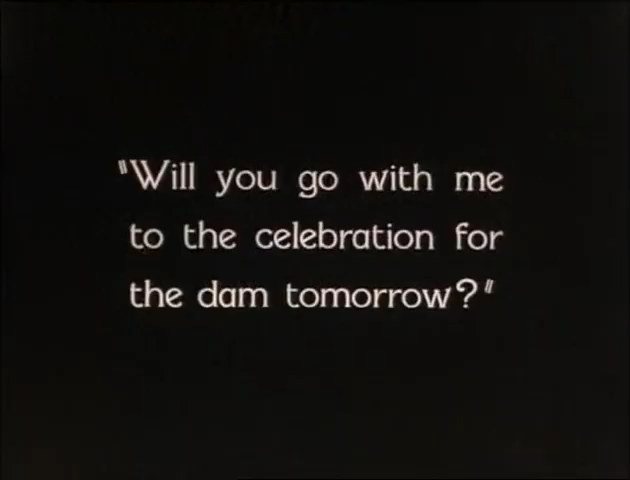 "Will you go with me
to the celebration for
the dam tomorrow?"